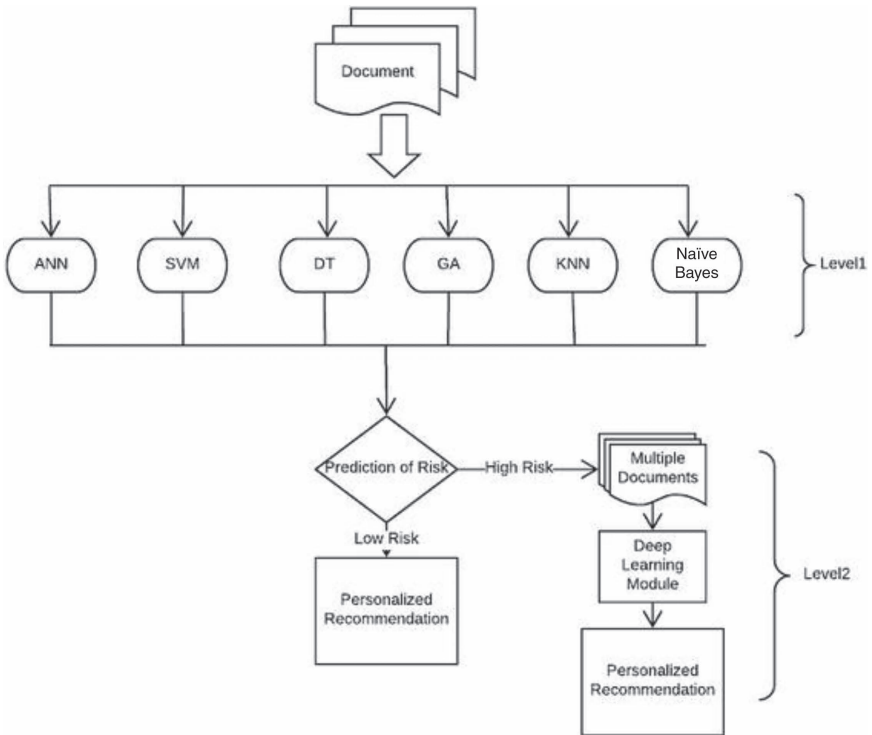 Document
ANN
SVM
DT
GA
KNN
Naïve
Bayes
Level1
Prediction of Risk
High Risk
Multiple
Documents
Low Risk
Deep
Learning
Module
Level2
Personalized
Recommendation
Personalized
Recommendation